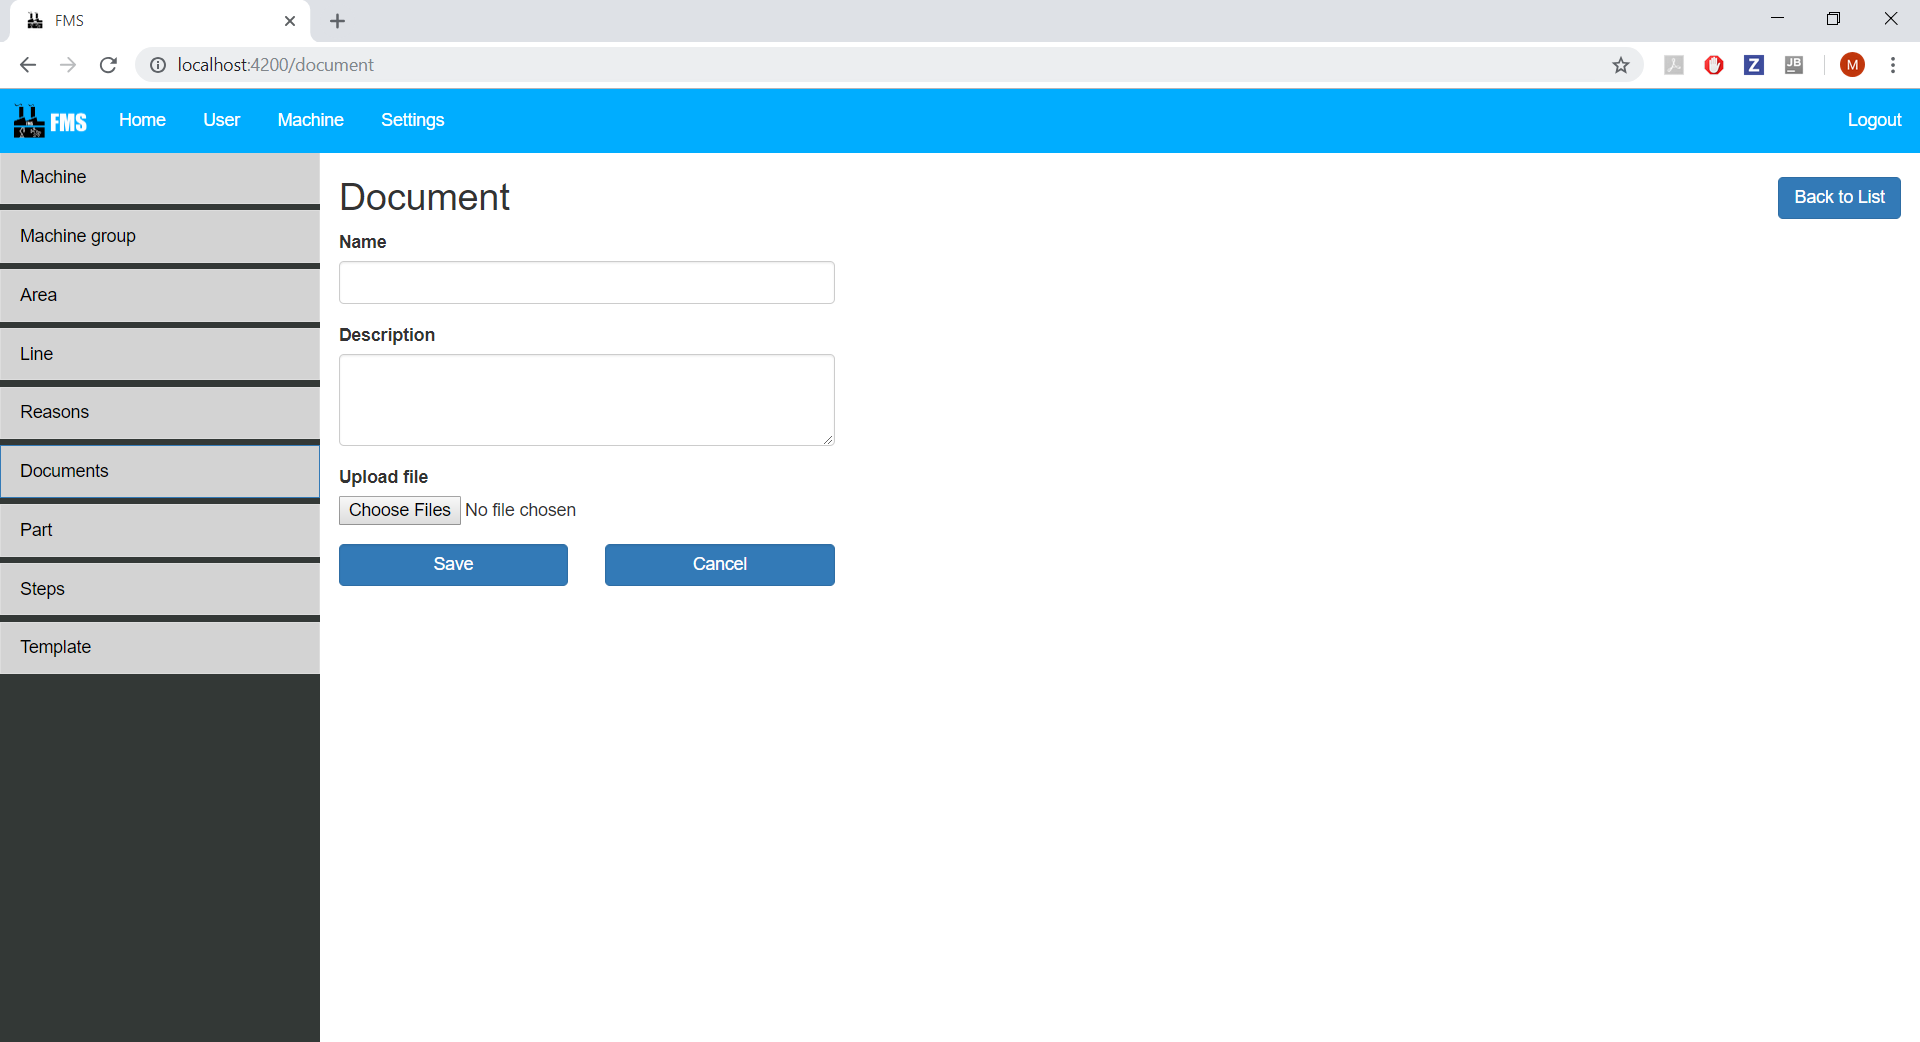 FMS
localhost:4200/document
Z
JB
M
FMS
Home User Machine Settings Logout
Machine
Machine group
Area
Line
Reasons
Documents
Part
Steps
Template
Document
Back to List
Name
Description
Upload file
Choose Files No file chosen
Save Cancel